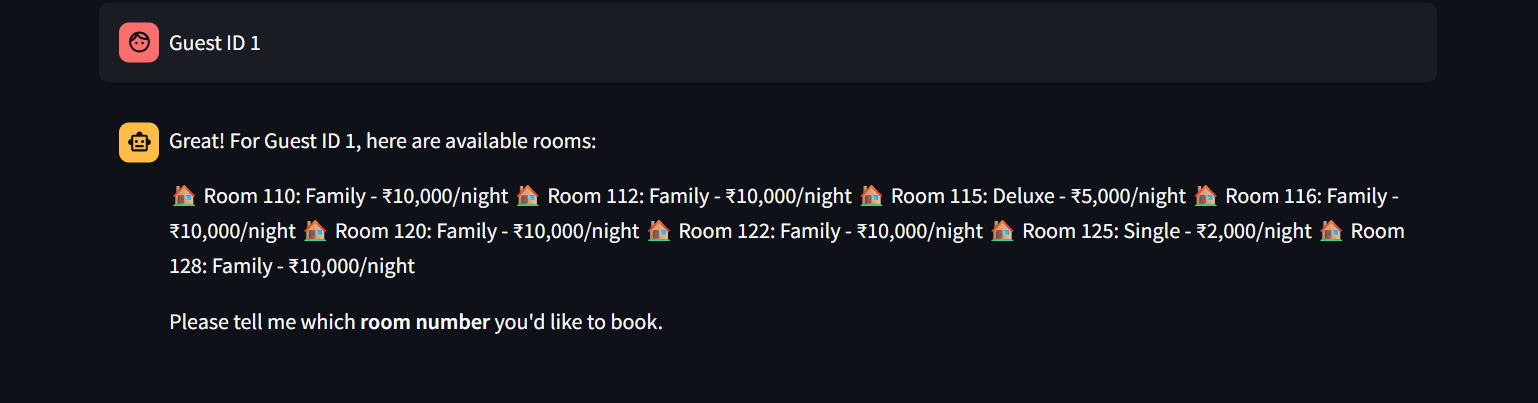 Guest ID 1
Great! For Guest ID 1, here are available rooms:
🏠 Room 110: Family - ₹10,000/night 🏠 Room 112: Family - ₹10,000/night 🏠 Room 115: Deluxe - ₹5,000/night 🏠 Room 116: Family -
₹10,000/night 🏠 Room 120: Family - ₹10,000/night 🏠 Room 122: Family - ₹10,000/night 🏠 Room 125: Single - ₹2,000/night 🏠 Room
128: Family - ₹10,000/night
Please tell me which room number you'd like to book.